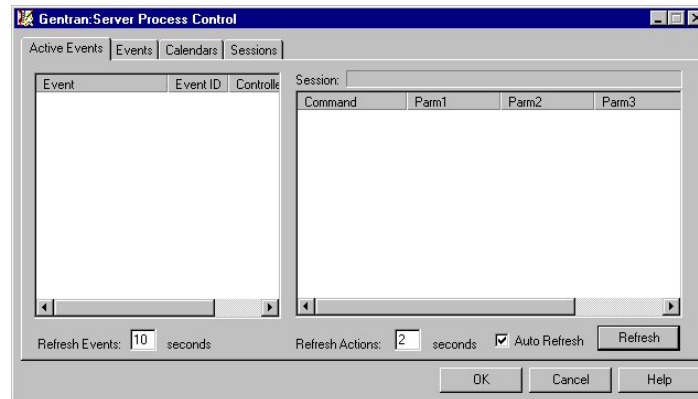 Gentran:Server Process Control
Active Events Events Calendars Sessions
Session:
Event Event ID Controlle
Command Parm1 Parm2 Parm3
Refresh Events: 10 seconds
Refresh Actions: 2 seconds Auto Refresh Refresh
OK Cancel Help